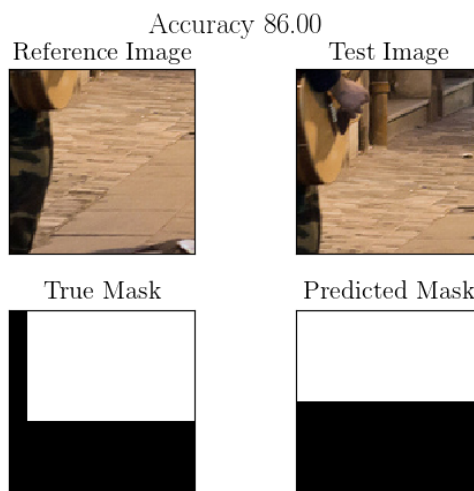 Accuracy 86.00
Reference Image
Test Image
True Mask
Predicted Mask